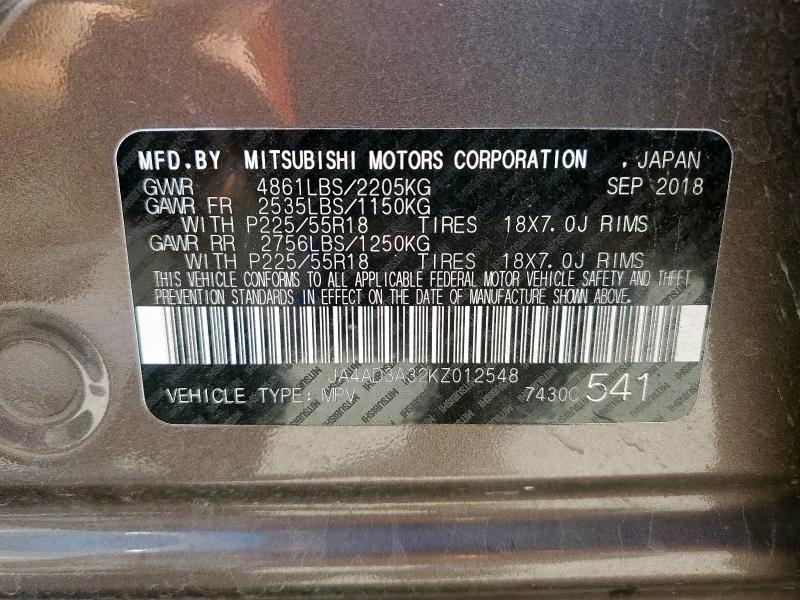 MFD.BY MITSUBISHI MOTORS CORPORATION , JAPAN
GVWR 4861LBS/2205KG SEP 2018
GAWR FR 2535LBS/1150KG
WITH P225/55R18 TIRES 18X7.0J RIMS
GAWR RR 2756LBS/1250KG
WITH P225/55R18 TIRES 18X7.0J RIMS
THIS VEHICLE CONFORMS TO ALL APPLICABLE FEDERAL MOTOR VEHICLE SAFETY AND THEFT
PREVENTION STANDARDS IN EFFECT ON THE DATE OF MANUFACTURE SHOWN ABOVE.
JA4AD3A32KZ012548
VEHICLE TYPE: MPV 7430C 541